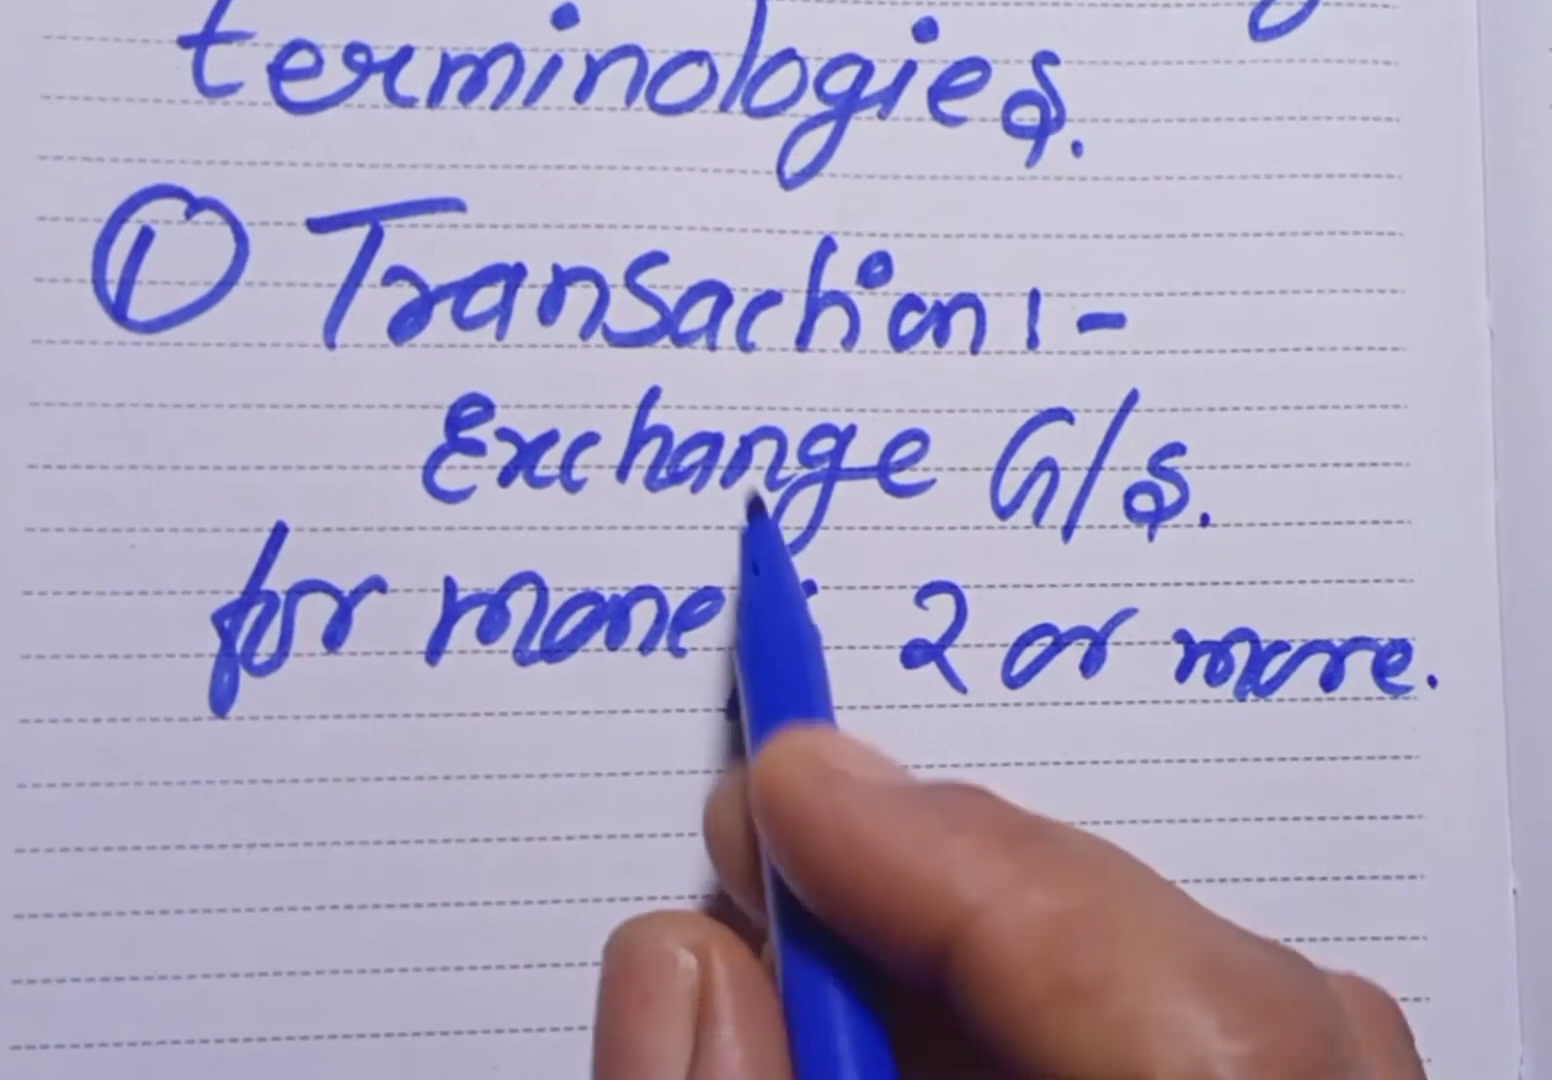 terminologies.
① Transaction :-
Exchange G/S.
for mone 2 or more.